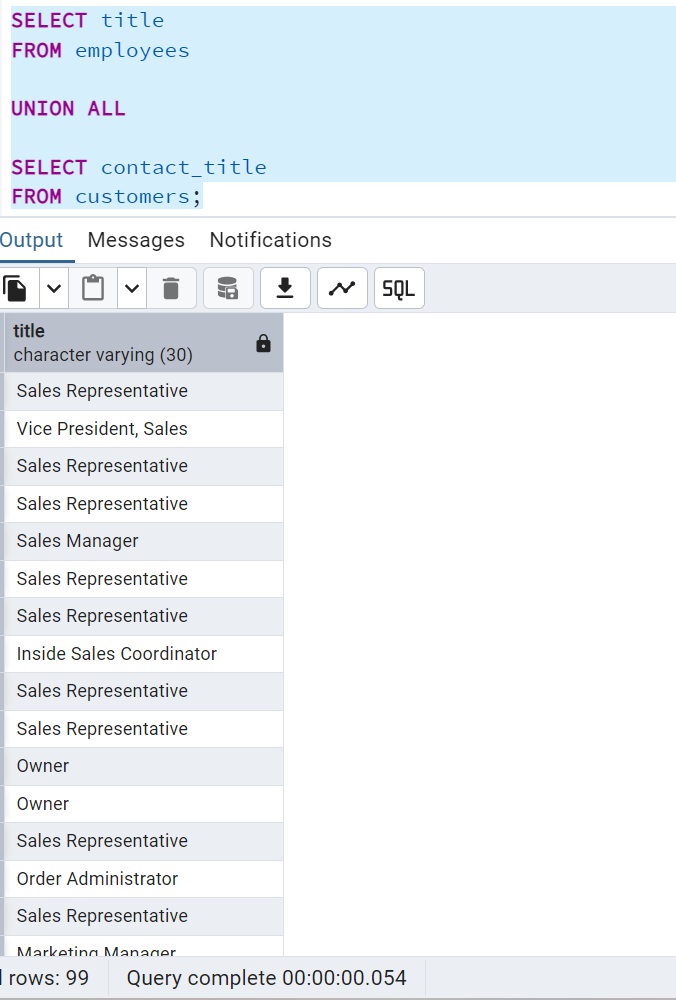 SELECT title
FROM employees
UNION ALL
SELECT contact_title
FROM customers;
Output Messages Notifications
SQL
title
character varying (30)
Sales Representative
Vice President, Sales
Sales Representative
Sales Representative
Sales Manager
Sales Representative
Sales Representative
Inside Sales Coordinator
Sales Representative
Sales Representative
Owner
Owner
Sales Representative
Order Administrator
Sales Representative
Marketing Manager
rows: 99 Query complete 00:00:00.054